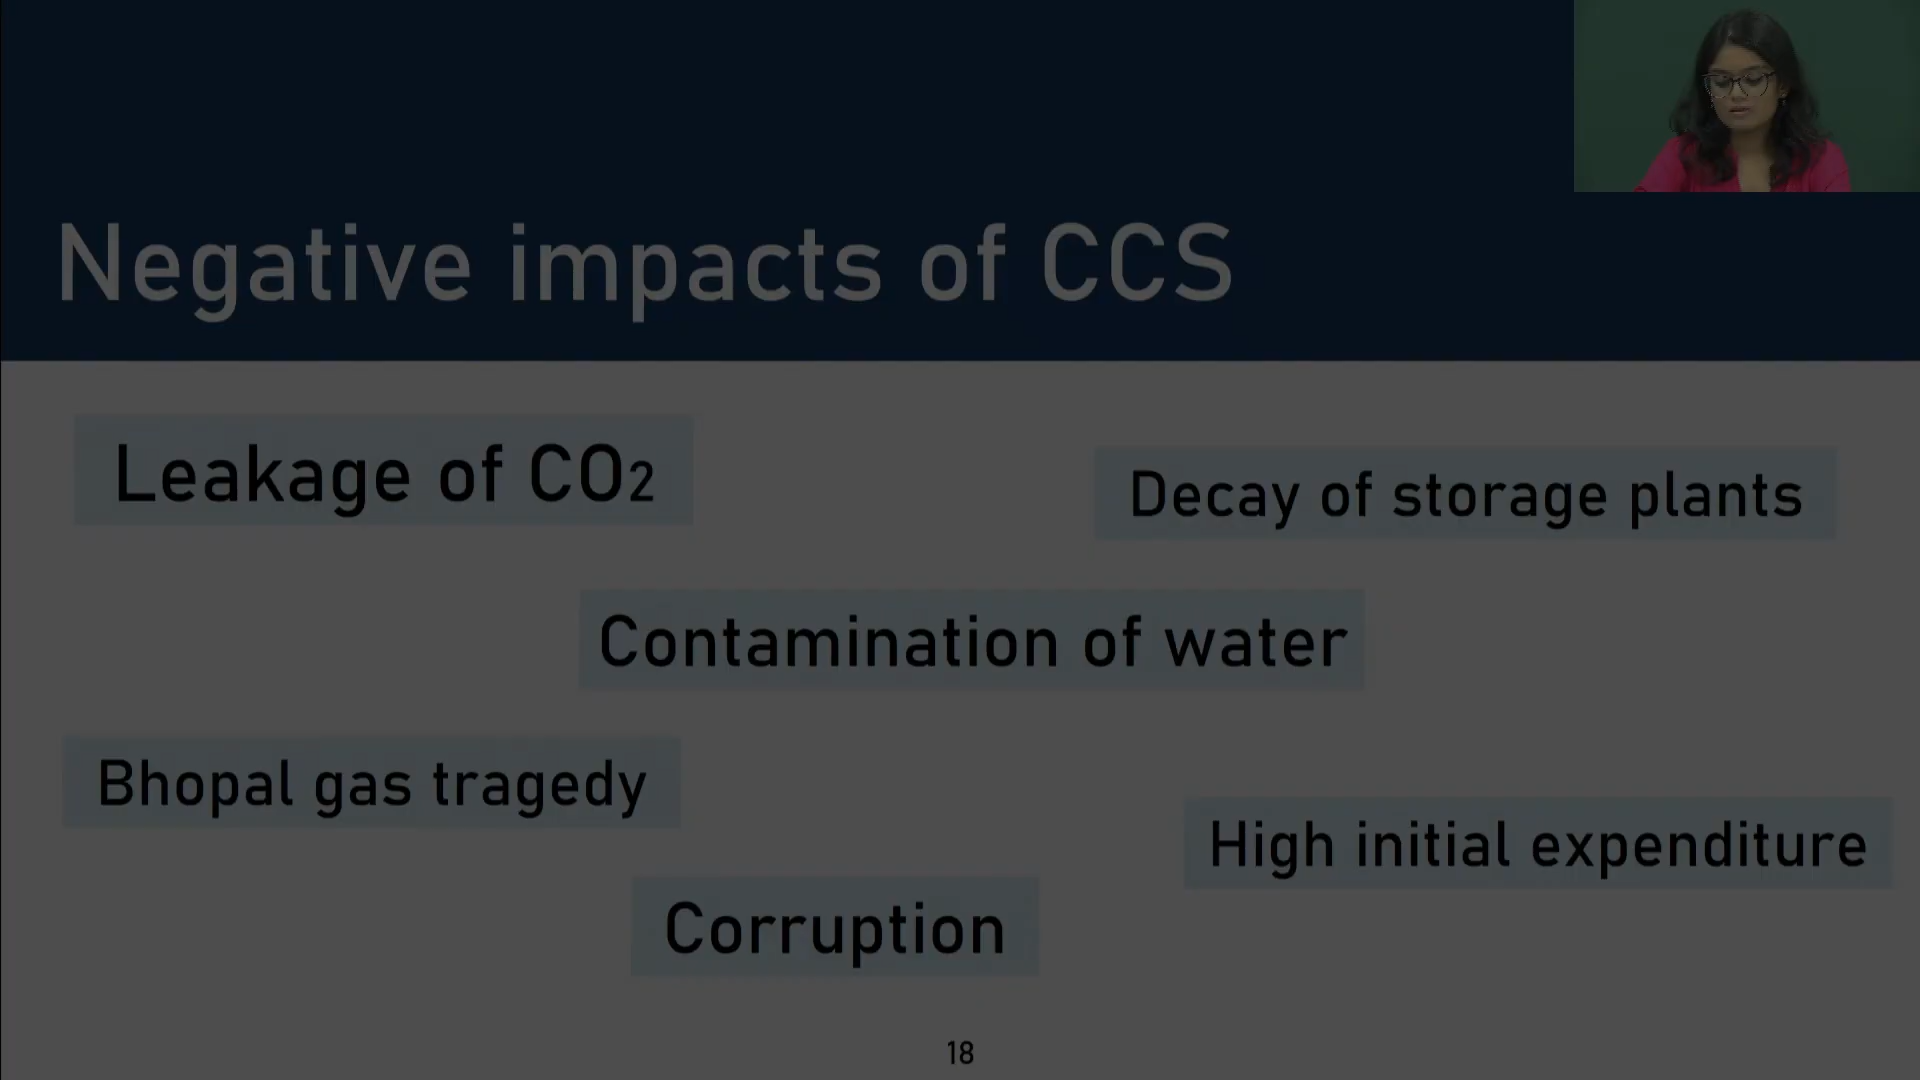 Negative impacts of CCS
Leakage of CO2
Decay of storage plants
Contamination of water
Bhopal gas tragedy
High initial expenditure
Corruption
18